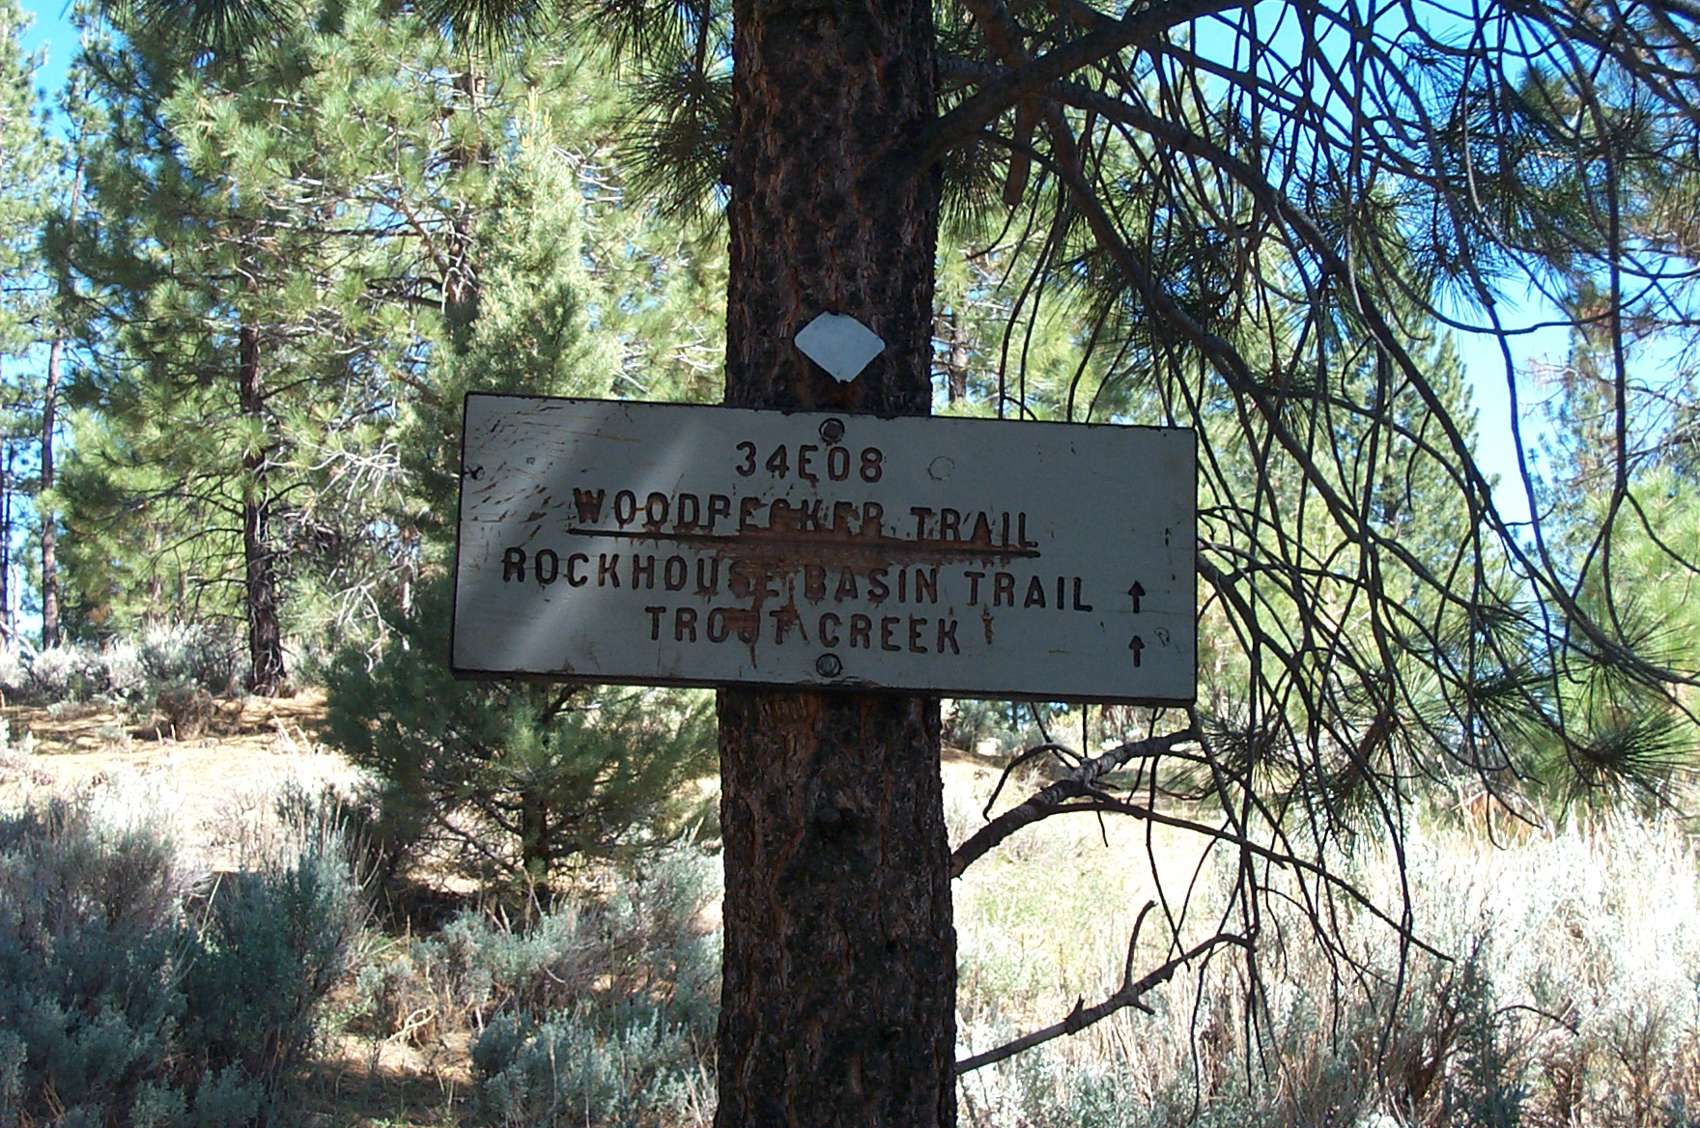 34E08
WOODPECKER TRAIL
ROCKHOUSE BASIN TRAIL ↑
TROUT CREEK ↑